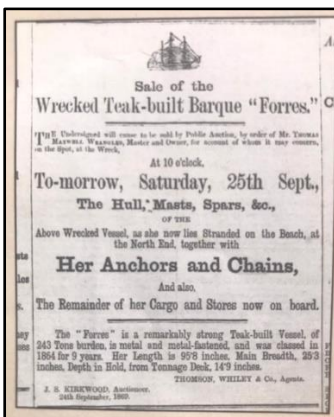 Sale of the
Wrecked Teak-built Barque "Forres."
THE Undersigned will cause to be sold by Public Auction, by order of Mr. THOMAS
MAXWELL WRANGLES, Master and Owner, for account of whom it may concern,
on the Spot, at the Wreck,
At 10 o'clock,
To-morrow, Saturday, 25th Sept.,
The Hull, Masts, Spars, &c.,
OF THE
Above Wrecked Vessel, as she now lies Stranded on the Beach, at
the North End, together with
Her Anchors and Chains,
And also,
The Remainder of her Cargo and Stores now on board.
The "Forres" is a remarkably strong Teak-built Vessel, of
243 Tons burden, is metal and metal-fastened, and was classed in
1864 for 9 years. Her Length is 95·8 inches. Main Breadth, 25·3
inches. Depth in Hold, from Tonnage Deck, 14·9 inches.
THOMSON, & Co., Agents.
J. S. KIRKWOOD, Auctioneer.
24th September, 1869.